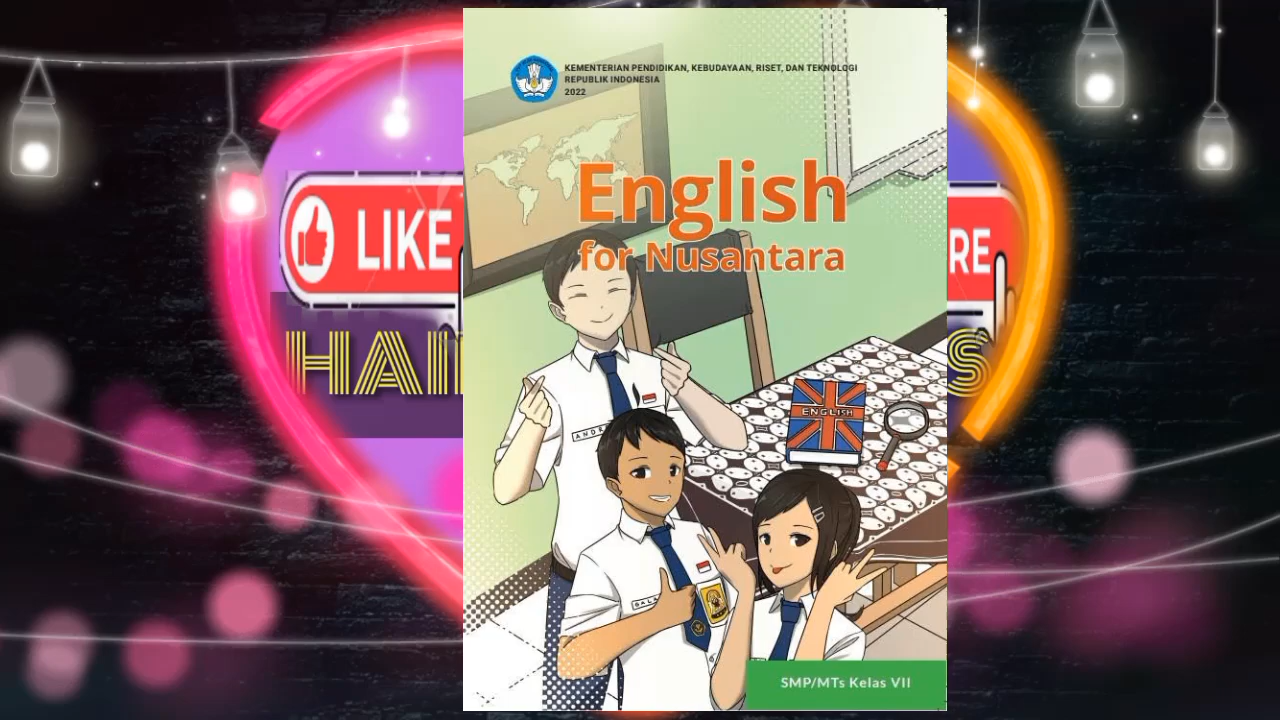 KEMENTERIAN PENDIDIKAN, KEBUDAYAAN, RISET, DAN TEKNOLOGI
REPUBLIK INDONESIA
2022
English
for Nusantara
LIKE
ENGLISH
SMP/MTs Kelas VII